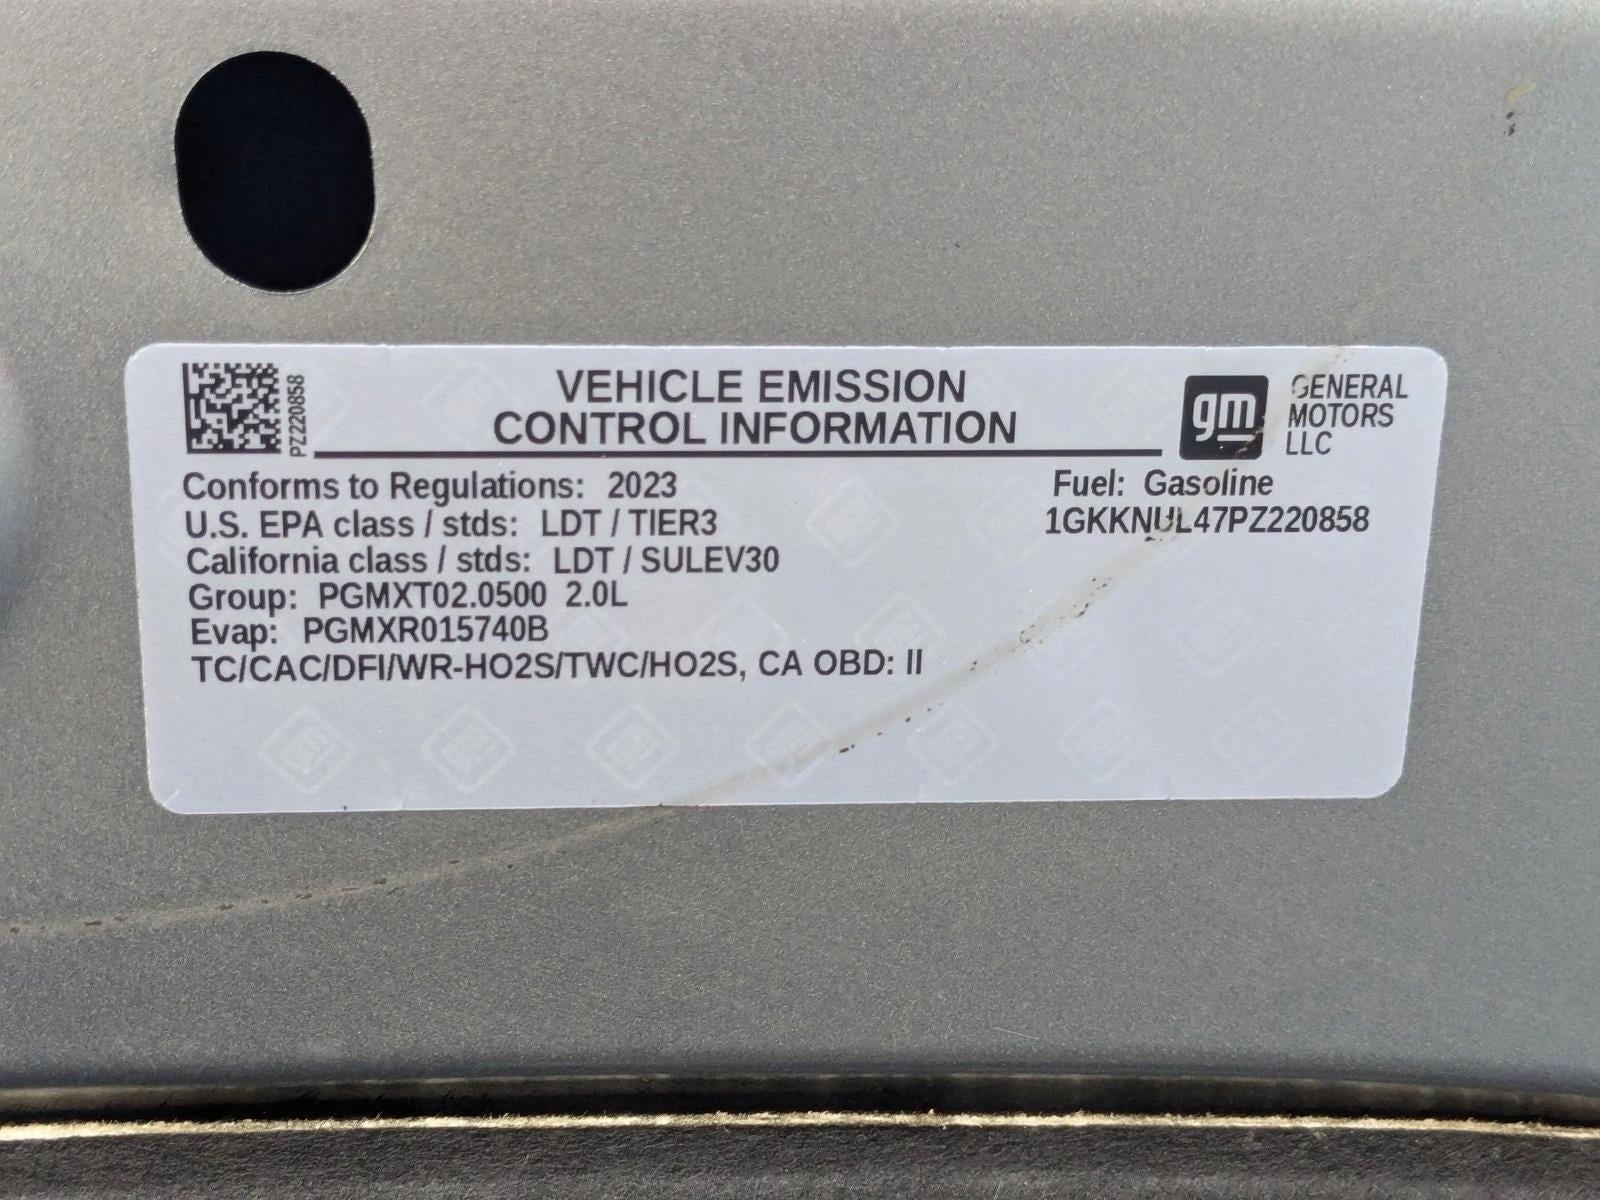 PZ220858
VEHICLE EMISSION
CONTROL INFORMATION
gm
GENERAL
MOTORS
LLC
Conforms to Regulations: 2023
Fuel: Gasoline
U.S. EPA class / stds: LDT / TIER3
1GKKNUL47PZ220858
California class / stds: LDT / SULEV30
Group: PGMXT02.0500 2.0L
Evap: PGMXR015740B
TC/CAC/DFI/WR-HO2S/TWC/HO2S, CA OBD: II